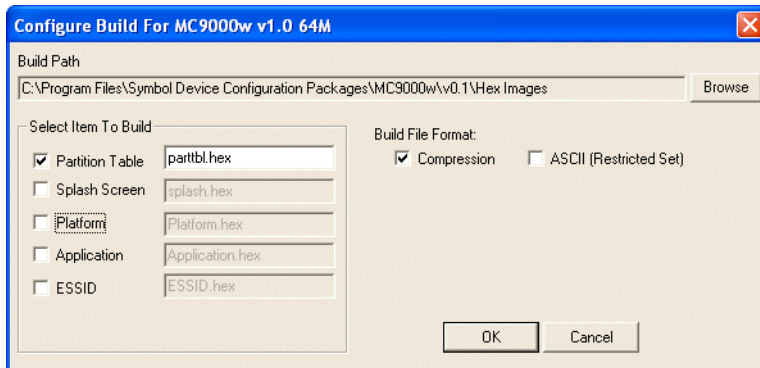 Configure Build For MC9000w v1.0 64M
Build Path
C:\Program Files\Symbol Device Configuration Packages\MC9000w\v0.1\Hex Images
Browse
Select Item To Build
Partition Table parttbl.hex
Splash Screen splash.hex
Platform Platform.hex
Application Application.hex
ESSID ESSID.hex
Build File Format:
Compression ASCII (Restricted Set)
OK Cancel